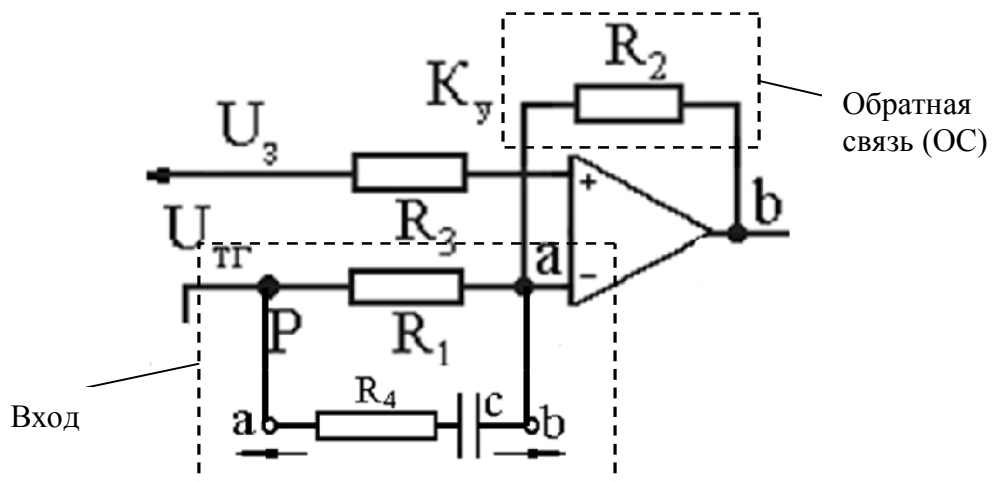 R₂
Kу
Обратная
связь (ОС)
Uз
+
b
R₃
Uтг
a
−
P
R₁
Вход
R₄
c
a
b